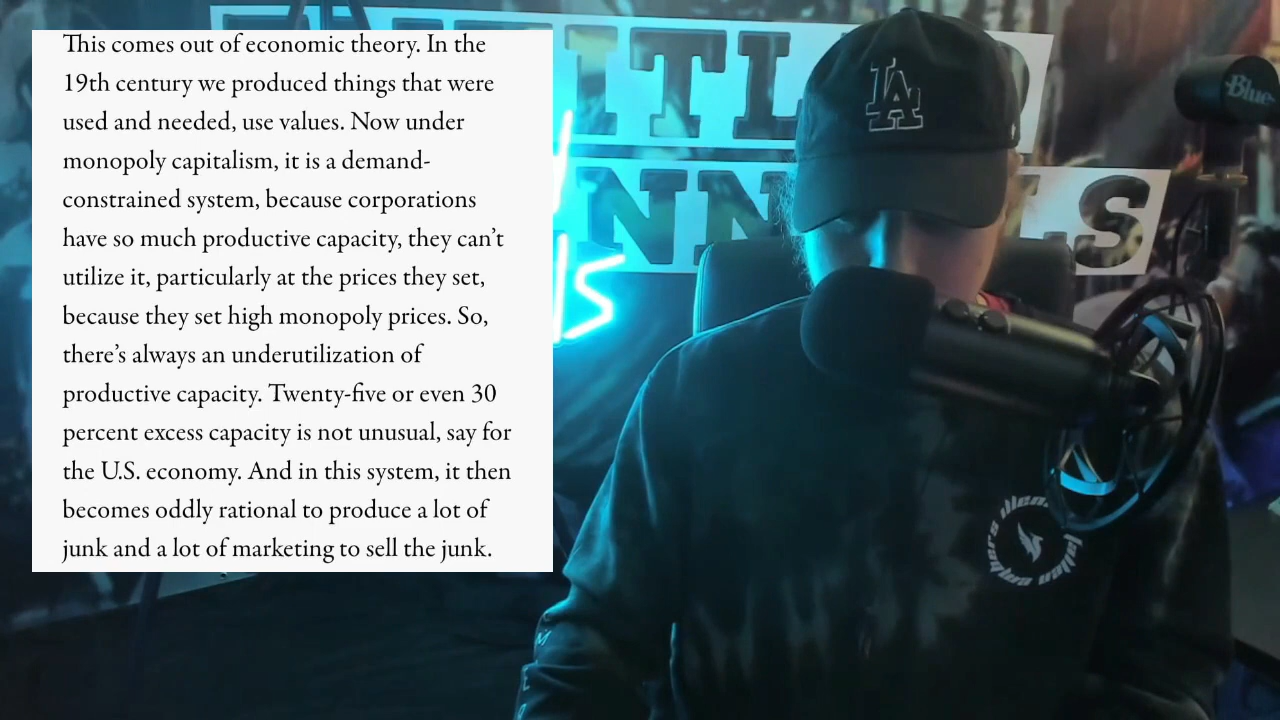 This comes out of economic theory. In the
19th century we produced things that were
used and needed, use values. Now under
monopoly capitalism, it is a demand-
constrained system, because corporations
have so much productive capacity, they can’t
utilize it, particularly at the prices they set,
because they set high monopoly prices. So,
there’s always an underutilization of
productive capacity. Twenty-five or even 30
percent excess capacity is not unusual, say for
the U.S. economy. And in this system, it then
becomes oddly rational to produce a lot of
junk and a lot of marketing to sell the junk.
LA
Blue